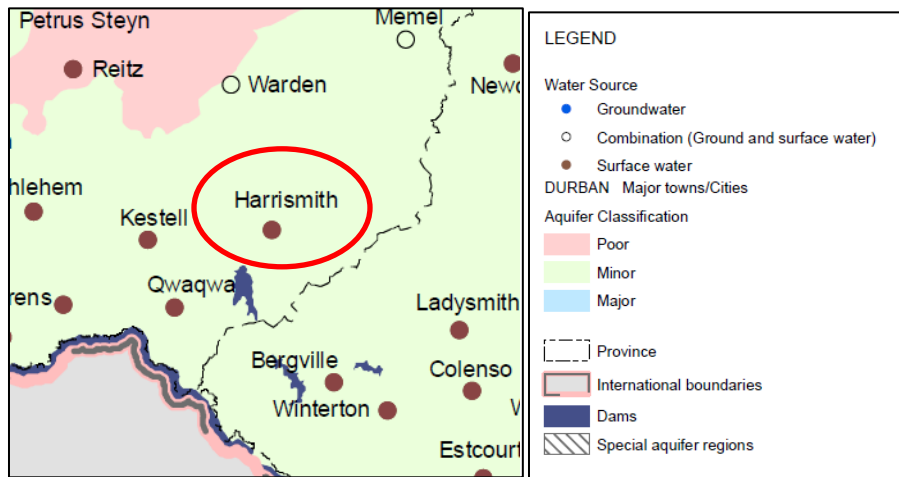 Petrus Steyn
Memel
Reitz
Warden
Newc
Harrismith
hlehem
Kestell
Qwaqwa
rens
Ladysmith
Bergville
Colenso
Winterton
W
Estcourt
LEGEND
Water Source
Groundwater
Combination (Ground and surface water)
Surface water
DURBAN Major towns/Cities
Aquifer Classification
Poor
Minor
Major
Province
International boundaries
Dams
Special aquifer regions